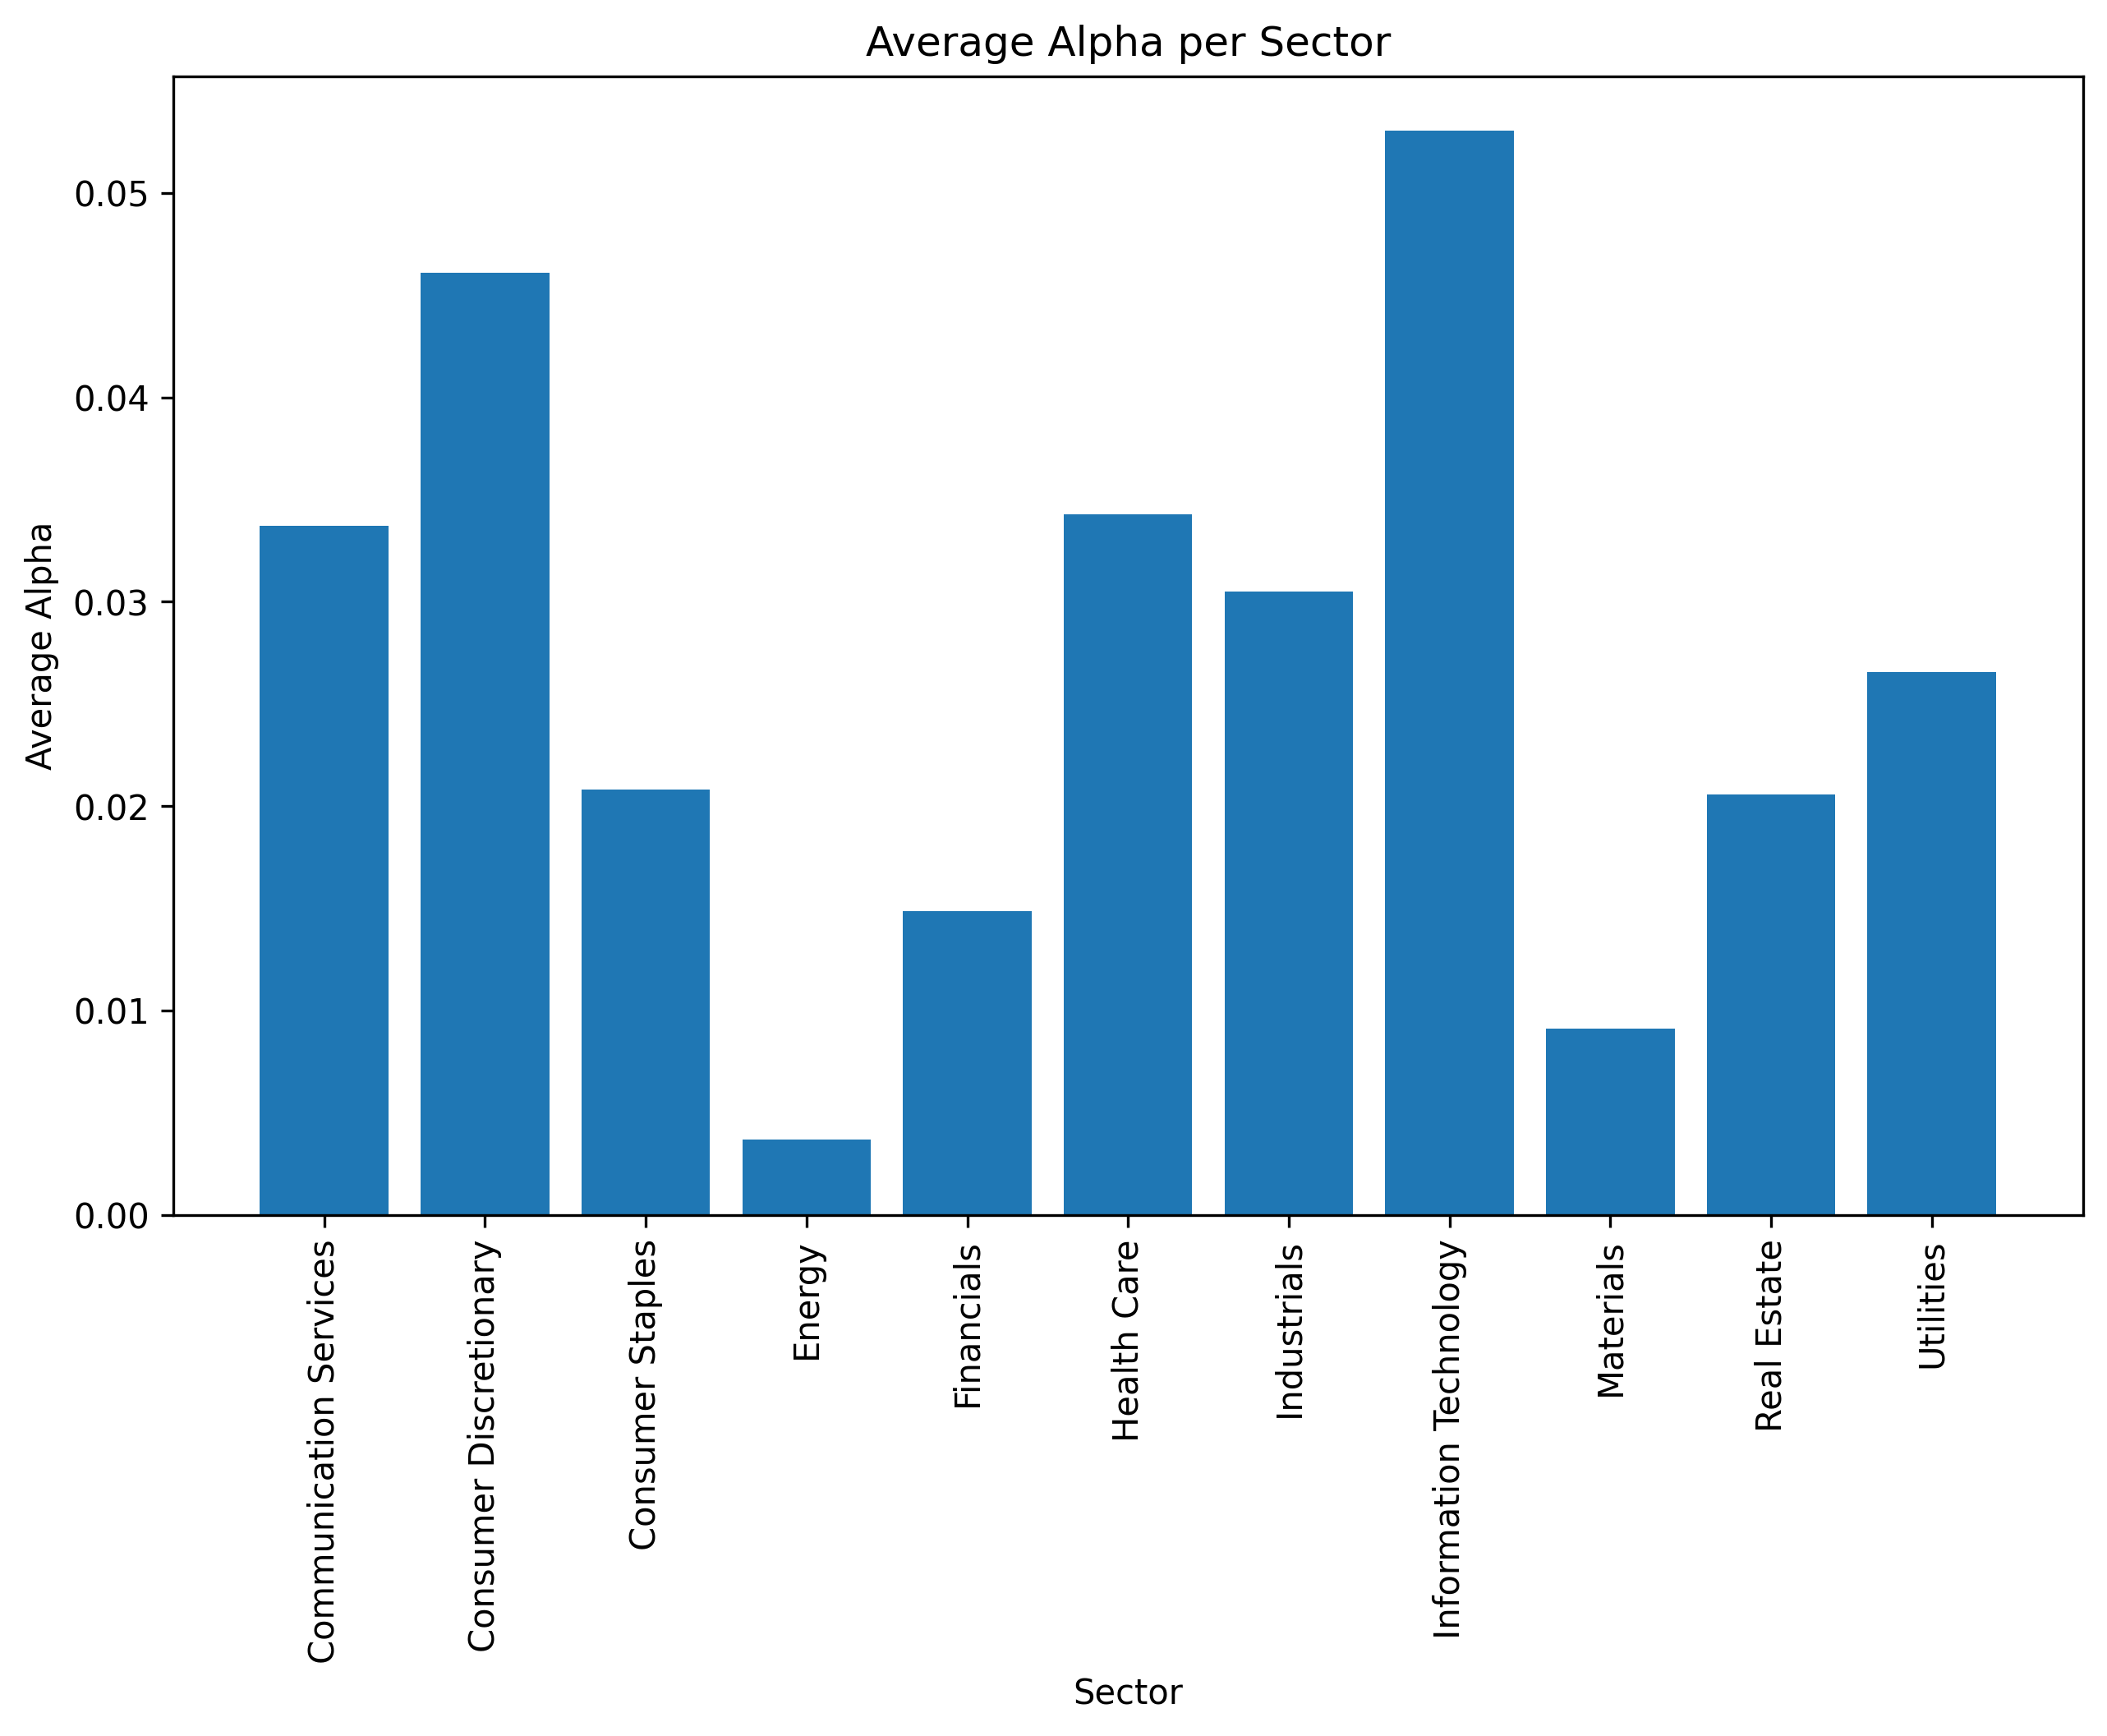 Average Alpha per Sector
Average Alpha
0.05
0.04
0.03
0.02
0.01
0.00
Communication Services
Consumer Discretionary
Consumer Staples
Energy
Financials
Health Care
Industrials
Information Technology
Materials
Real Estate
Utilities
Sector